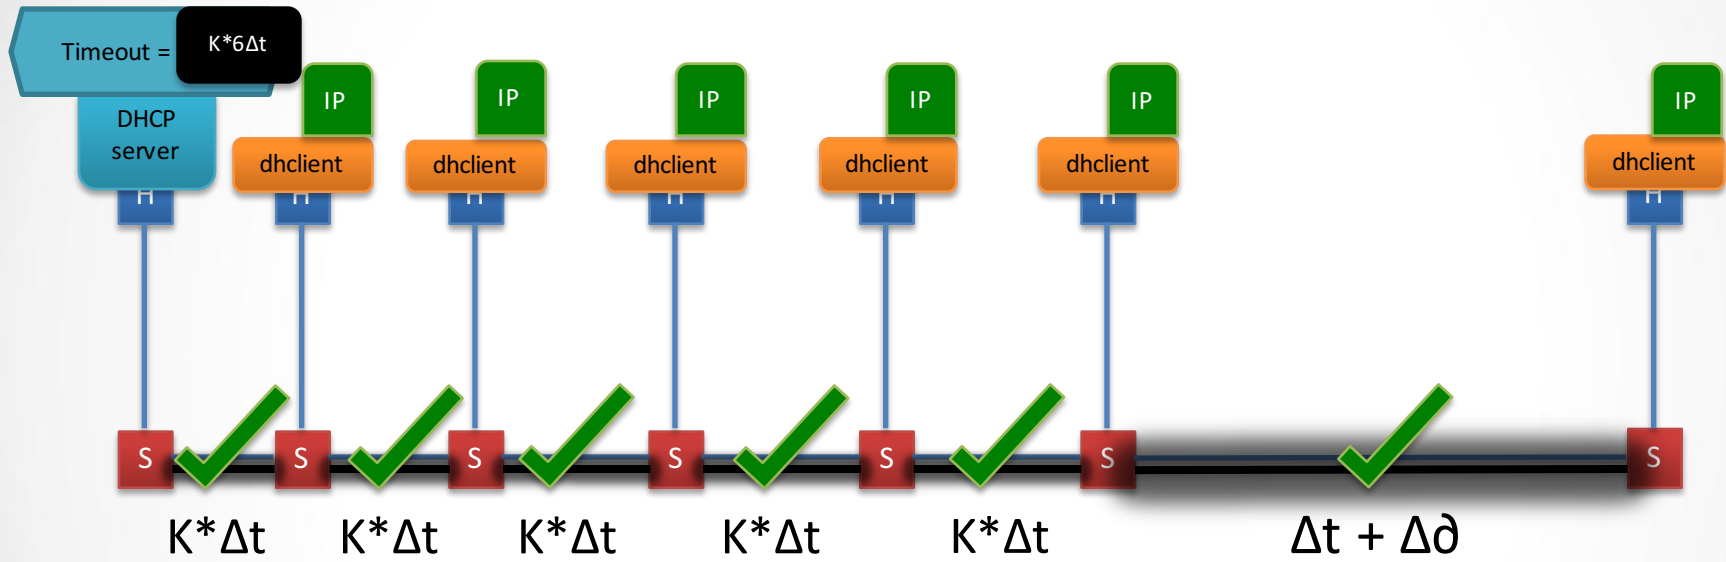 Timeout =
K*6Δt
DHCP
server
IP
IP
IP
IP
IP
IP
dhclient
dhclient
dhclient
dhclient
dhclient
dhclient
H
H
H
H
H
H
H
S
S
S
S
S
S
S
K*Δt
K*Δt
K*Δt
K*Δt
K*Δt
Δt + Δ∂